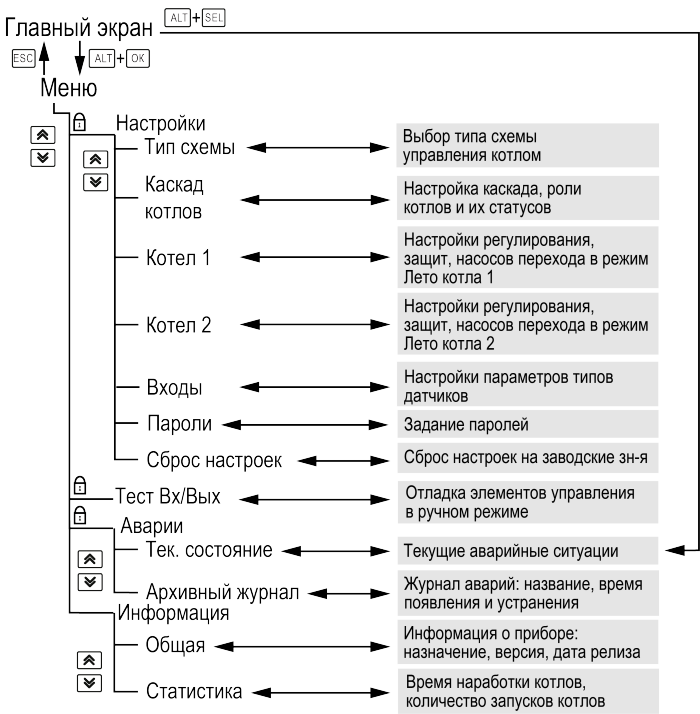 Главный экран ALT+SEL
ESC ALT+OK
Меню
Настройки
Тип схемы
Выбор типа схемы
управления котлом
Каскад
котлов
Настройка каскада, роли
котлов и их статусов
Котел 1
Настройки регулирования,
защит, насосов перехода в режим
Лето котла 1
Котел 2
Настройки регулирования,
защит, насосов перехода в режим
Лето котла 2
Входы
Настройки параметров типов
датчиков
Пароли
Задание паролей
Сброс настроек
Сброс настроек на заводские зн-я
Тест Вх/Вых
Отладка элементов управления
в ручном режиме
Аварии
Тек. состояние
Текущие аварийные ситуации
Архивный журнал
Журнал аварий: название, время
появления и устранения
Информация
Общая
Информация о приборе:
назначение, версия, дата релиза
Статистика
Время наработки котлов,
количество запусков котлов